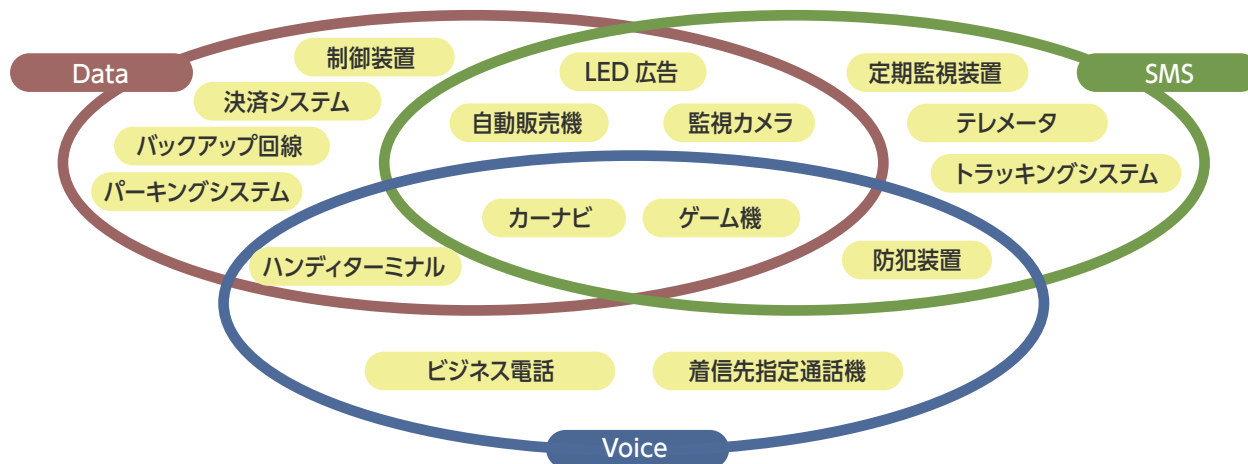 Data
制御装置
決済システム
バックアップ回線
パーキングシステム
LED 広告
自動販売機
監視カメラ
SMS
定期監視装置
テレメータ
トラッキングシステム
カーナビ
ゲーム機
ハンディターミナル
防犯装置
ビジネス電話
着信先指定通話機
Voice